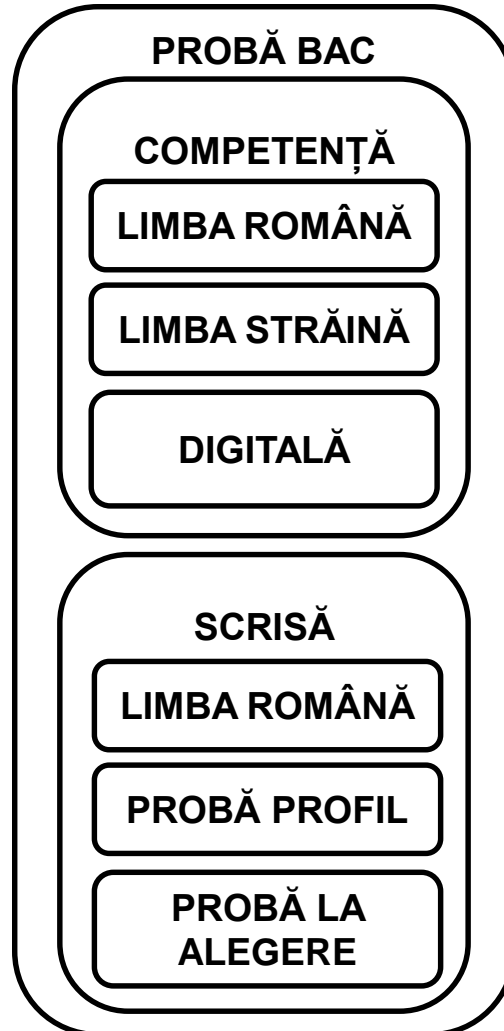 PROBĂ BAC
COMPETENȚĂ
LIMBA ROMÂNĂ
LIMBA STRĂINĂ
DIGITALĂ
SCRISĂ
LIMBA ROMÂNĂ
PROBĂ PROFIL
PROBĂ LA
ALEGERE